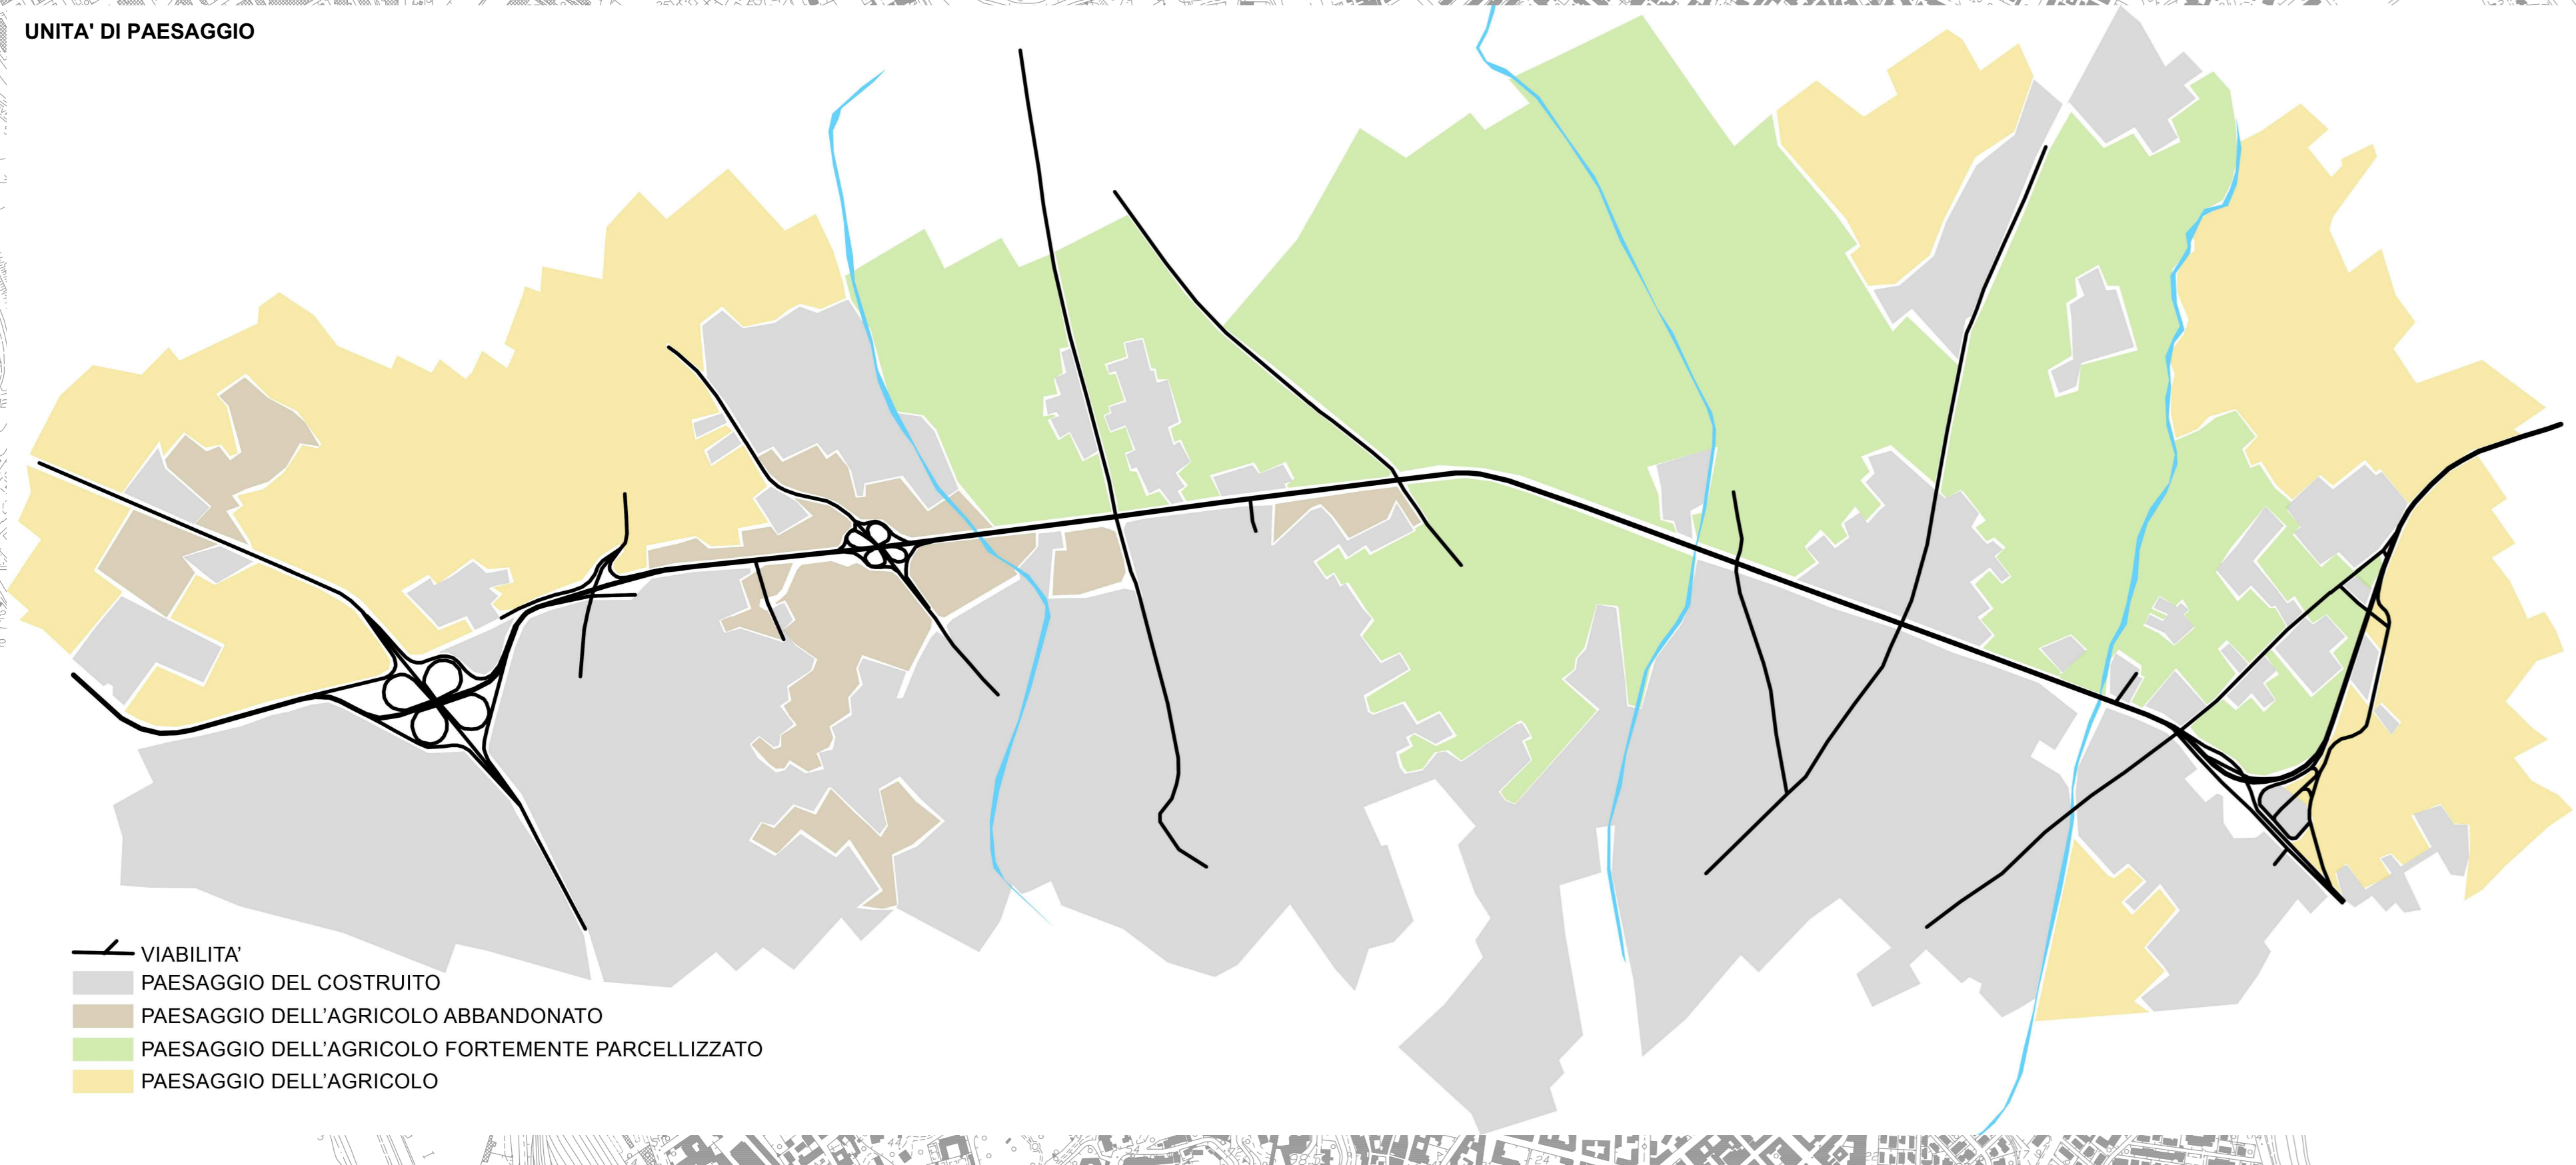 UNITA' DI PAESAGGIO
VIABILITA’
PAESAGGIO DEL COSTRUITO
PAESAGGIO DELL’AGRICOLO ABBANDONATO
PAESAGGIO DELL’AGRICOLO FORTEMENTE PARCELLIZZATO
PAESAGGIO DELL’AGRICOLO